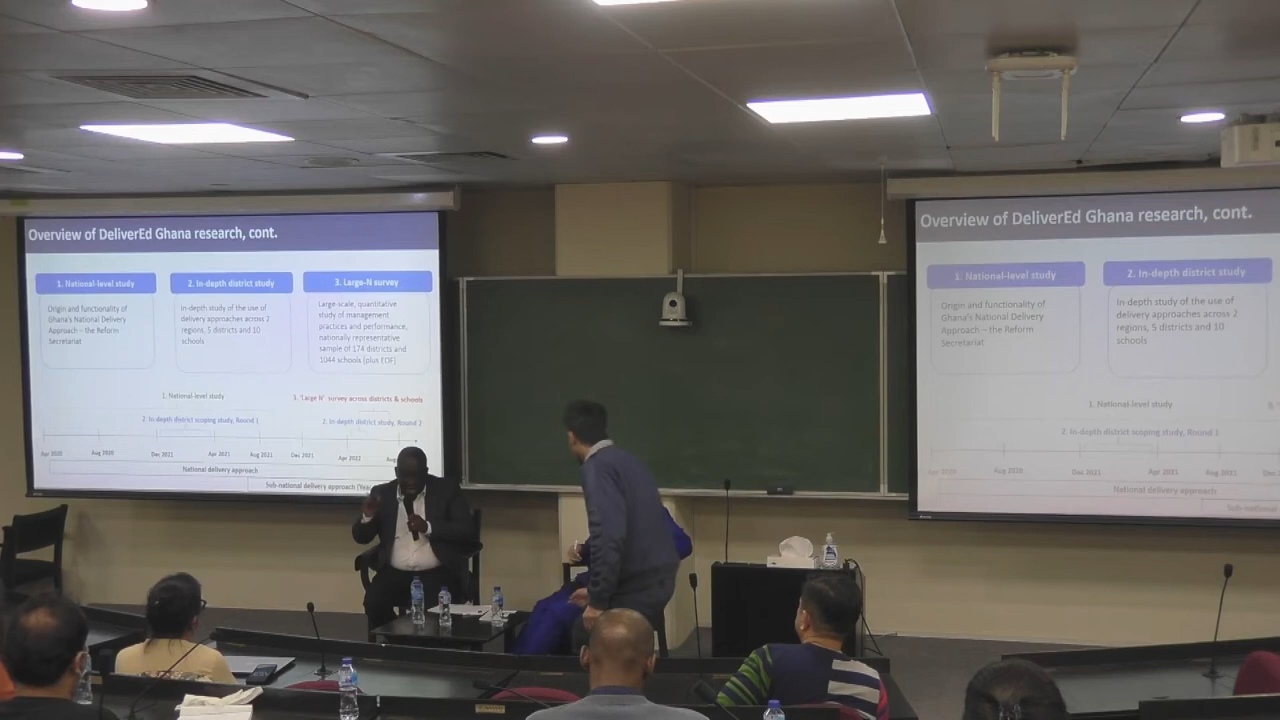 Overview of DeliverEd Ghana research, cont.
1. National-level study
Origin and functionality of
Ghana's National Delivery
Approach – the Reform
Secretariat
2. In-depth district study
In-depth study of the use of
delivery approaches across 2
regions, 5 districts and 10
schools
3. Large-N survey
Large-scale, quantitative
study of management
practices and performance,
nationally representative
sample of 174 districts and
1044 schools (plus EOF)
1. National-level study
3. 'Large N' survey across districts & schools
2. In-depth district scoping study, Round 1
2. In-depth district study, Round 2
Apr 2020 Aug 2020 Dec 2021 Apr 2021 Aug 2021 Dec 2021 Apr 2022
National delivery approach
Sub-national delivery approach
Overview of DeliverEd Ghana research, cont.
1. National-level study
Origin and functionality of
Ghana's National Delivery
Approach – the Reform
Secretariat
2. In-depth district study
In-depth study of the use of
delivery approaches across 2
regions, 5 districts and 10
schools
1. National-level study
2. In-depth district scoping study, Round 1
Apr 2020 Aug 2020 Dec 2021 Apr 2021 Aug 2021
National delivery approach
Sub-national